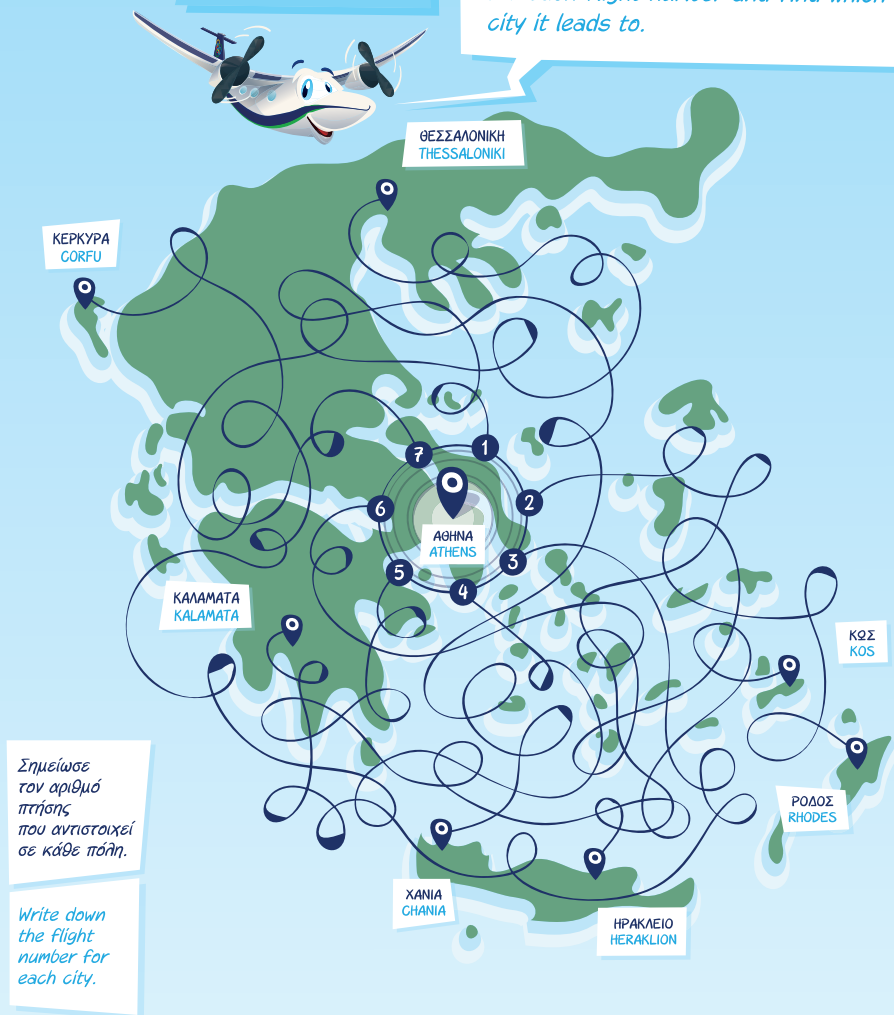 city it leads to.
ΘΕΣΣΑΛΟΝΙΚΗ
THESSALONIKI
ΚΕΡΚΥΡΑ
CORFU
7
1
6
2
ΑΘΗΝΑ
ATHENS
5
3
4
ΚΑΛΑΜΑΤΑ
KALAMATA
ΚΩΣ
KOS
Σημείωσε
τον αριθμό
πτήσης
που αντιστοιχεί
σε κάθε πόλη.
ΡΟΔΟΣ
RHODES
ΧΑΝΙΑ
CHANIA
ΗΡΑΚΛΕΙΟ
HERAKLION
Write down
the flight
number for
each city.